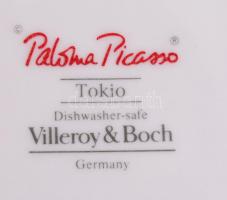 © Paloma Picasso ®
Tokio
Dishwasher-safe
Villeroy & Boch
Germany